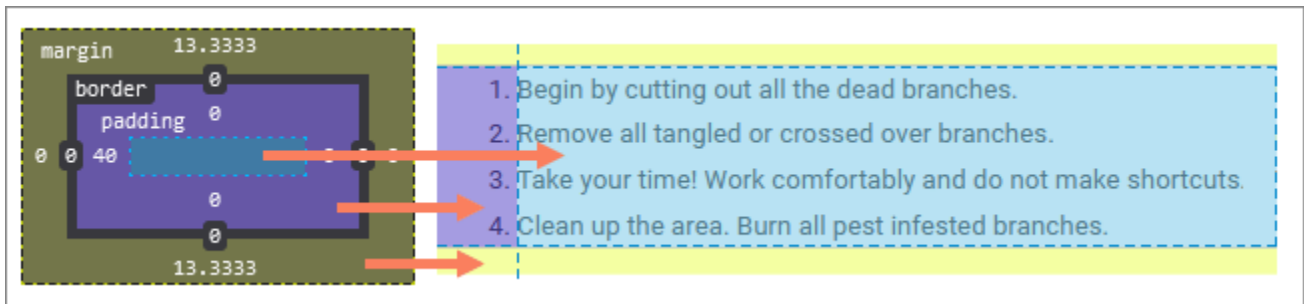 margin 13.3333
border 0
padding 0
0 0 40
0
0
13.3333
1. Begin by cutting out all the dead branches.
2. Remove all tangled or crossed over branches.
3. Take your time! Work comfortably and do not make shortcuts.
4. Clean up the area. Burn all pest infested branches.